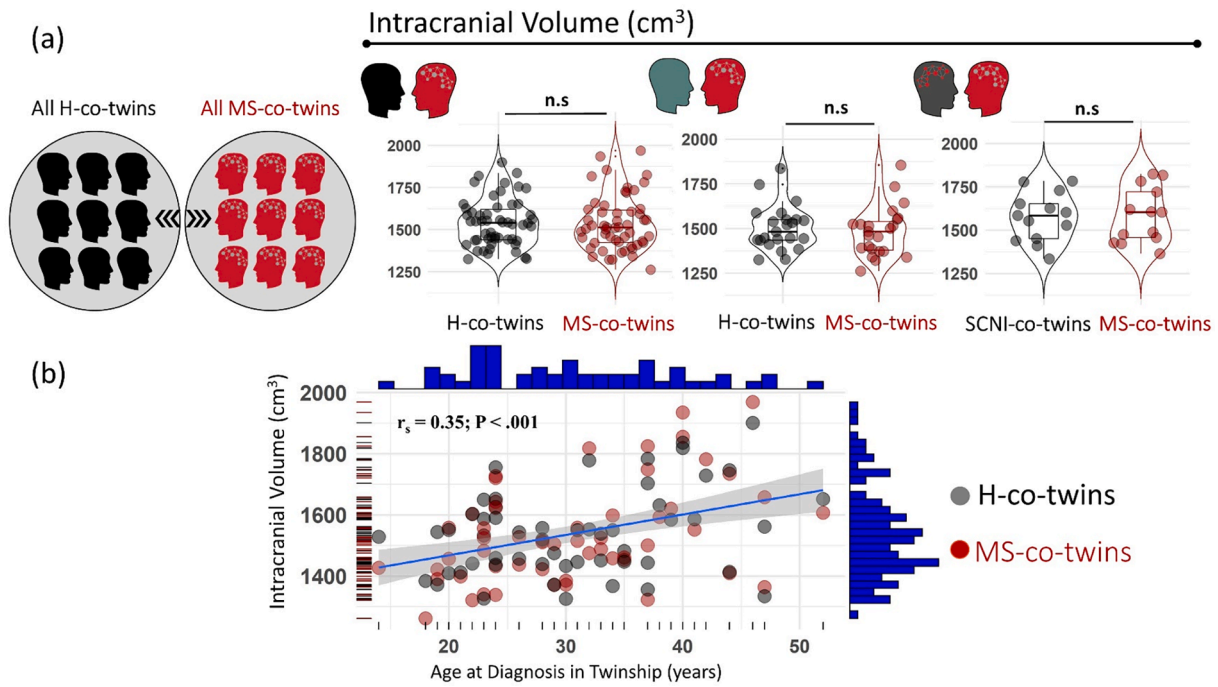 (a)
Intracranial Volume (cm³)
All H-co-twins
All MS-co-twins
n.s
n.s
n.s
2000
1750
1500
1250
2000
1750
1500
1250
2000
1750
1500
1250
H-co-twins
MS-co-twins
H-co-twins
MS-co-twins
SCNI-co-twins
MS-co-twins
(b)
Intracranial Volume (cm³)
2000
1800
1600
1400
rs = 0.35; P < .001
20
30
40
50
Age at Diagnosis in Twinship (years)
H-co-twins
MS-co-twins